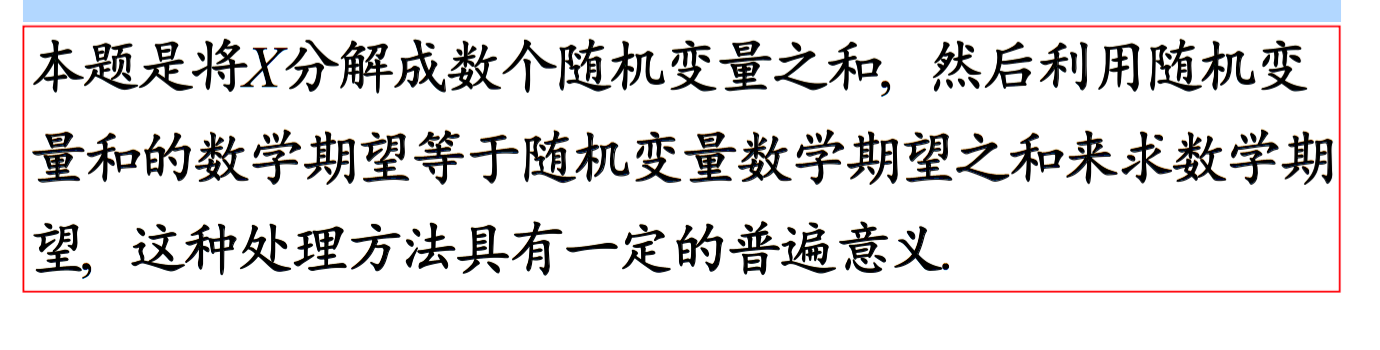 本题是将X分解成数个随机变量之和, 然后利用随机变
量和的数学期望等于随机变量数学期望之和来求数学期
望, 这种处理方法具有一定的普遍意义.